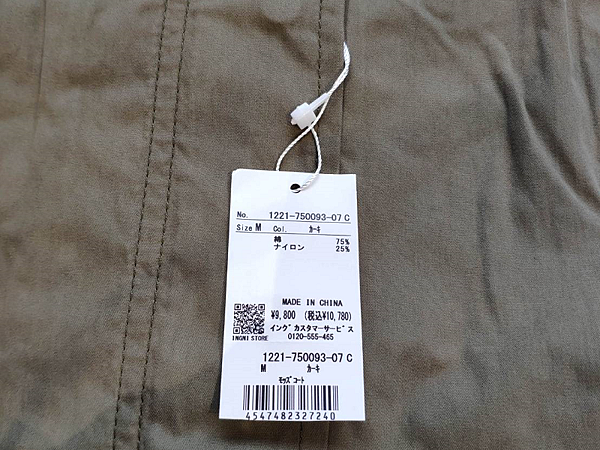 No. 1221-750093-07 C
Size M Col. ｶｰｷ
綿 75%
ナイロン 25%
MADE IN CHINA
¥9,800 (税込¥10,780)
イングカスタマーサービス
0120-555-465
INGNI STORE
1221-750093-07 C
M ｶｰｷ
ﾓｯｽﾞｺｰﾄ
4547482327240